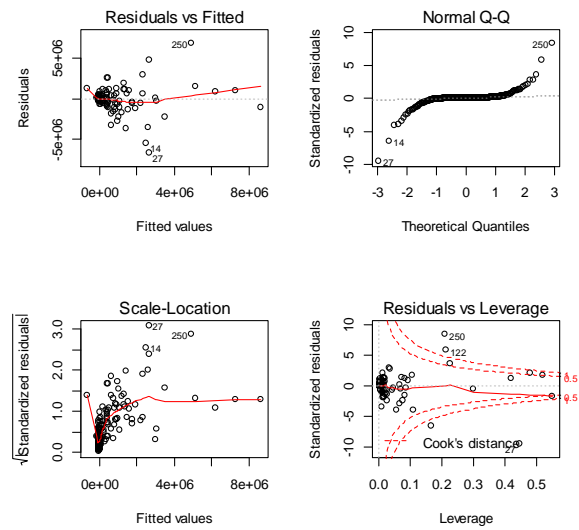 Residuals vs Fitted
Residuals
5e+06
0
-5e+06
250
14
27
0e+00
4e+06
8e+06
Fitted values
Normal Q-Q
Standardized residuals
10
5
0
-5
-10
250
14
27
-3
-2
-1
0
1
2
3
Theoretical Quantiles
Scale-Location
√|Standardized residuals|
3.0
2.0
1.0
0.0
27
250
14
0e+00
4e+06
8e+06
Fitted values
Residuals vs Leverage
Standardized residuals
10
5
0
-5
-10
250
122
27
Cook's distance
1
0.5
0.5
1
0.0
0.1
0.2
0.3
0.4
0.5
Leverage